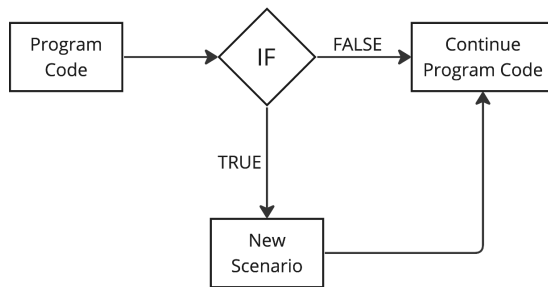 Program
Code
IF
FALSE
Continue
Program Code
TRUE
New
Scenario